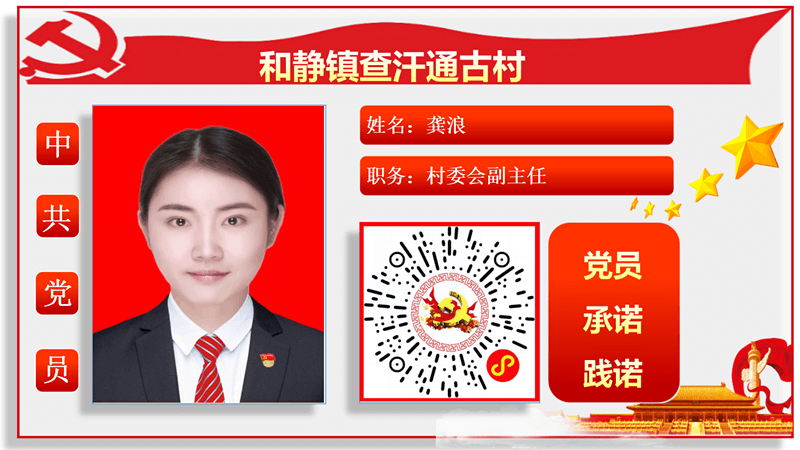 和静镇查汗通古村
中
共
党
员
姓名：龚浪
职务：村委会副主任
党员
承诺
践诺